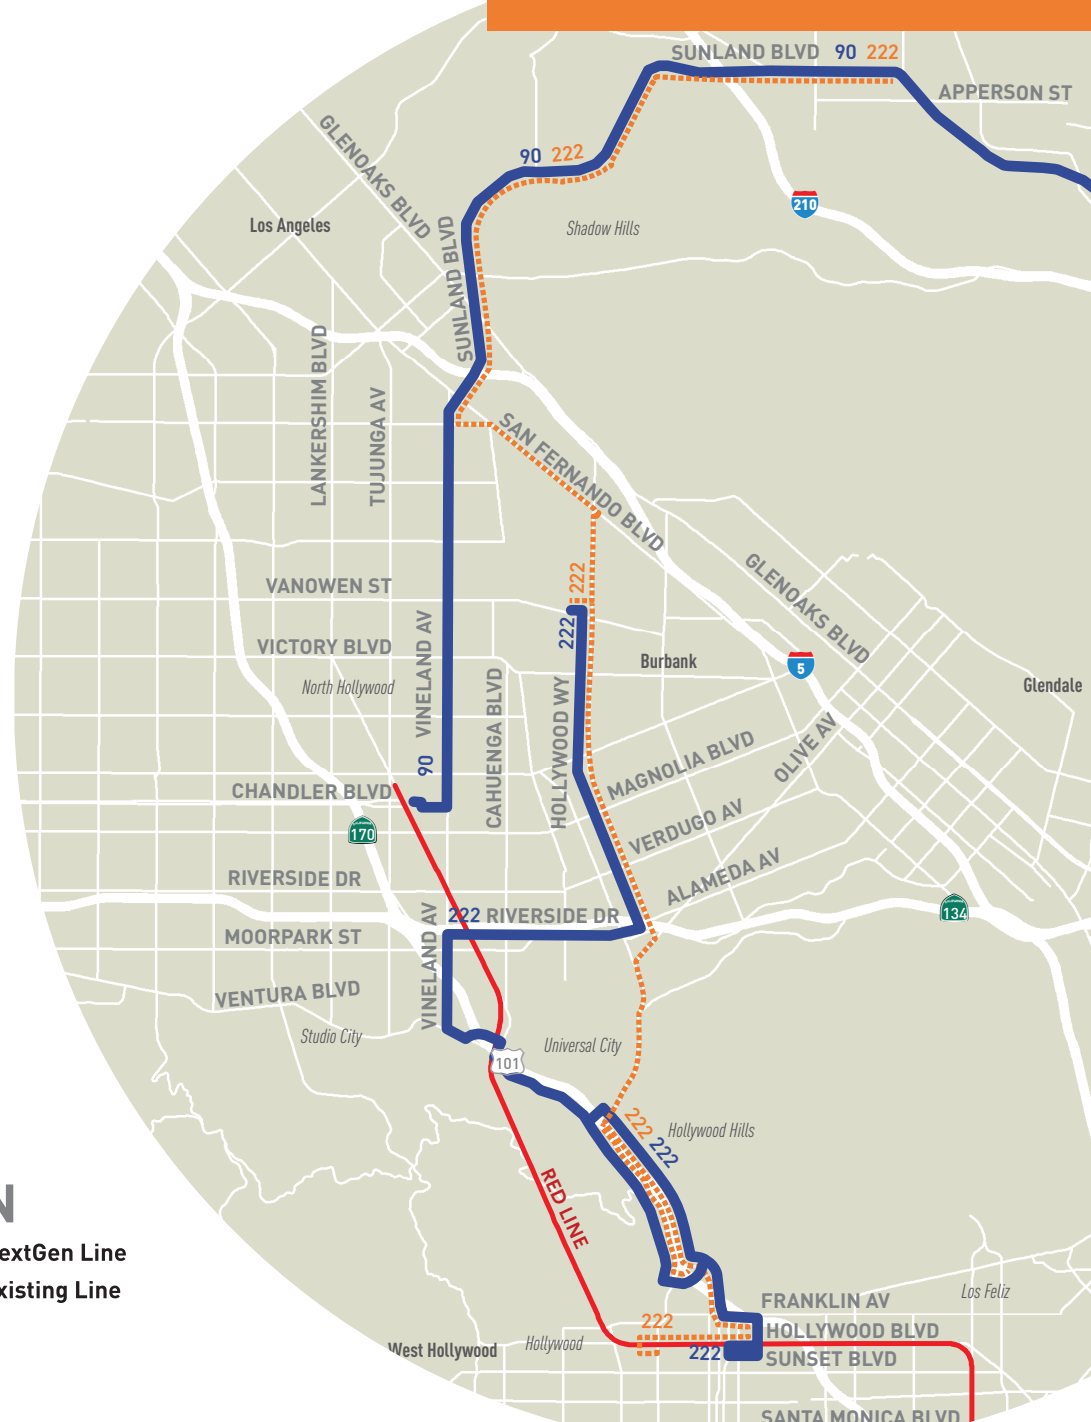 SUNLAND BLVD 90 222
APPERSON ST
GLENOAKS BLVD
90 222
210
Los Angeles
Shadow Hills
SUNLAND BLVD
LANKERSHIM BLVD
TUJUNGA AV
SAN FERNANDO BLVD
GLENOAKS BLVD
VANOWEN ST
222
222
VINELAND AV
VICTORY BLVD
North Hollywood
Burbank
5
Glendale
CAHUENGA BLVD
HOLLYWOOD WY
90
MAGNOLIA BLVD
OLIVE AV
CHANDLER BLVD
170
VERDUGO AV
ALAMEDA AV
RIVERSIDE DR
222 RIVERSIDE DR
134
MOORPARK ST
VINELAND AV
VENTURA BLVD
Studio City
Universal City
101
222
222
Hollywood Hills
RED LINE
N
extGen Line
xisting Line
Los Feliz
FRANKLIN AV
222
HOLLYWOOD BLVD
West Hollywood
Hollywood
222
SUNSET BLVD
SANTA MONICA BLVD